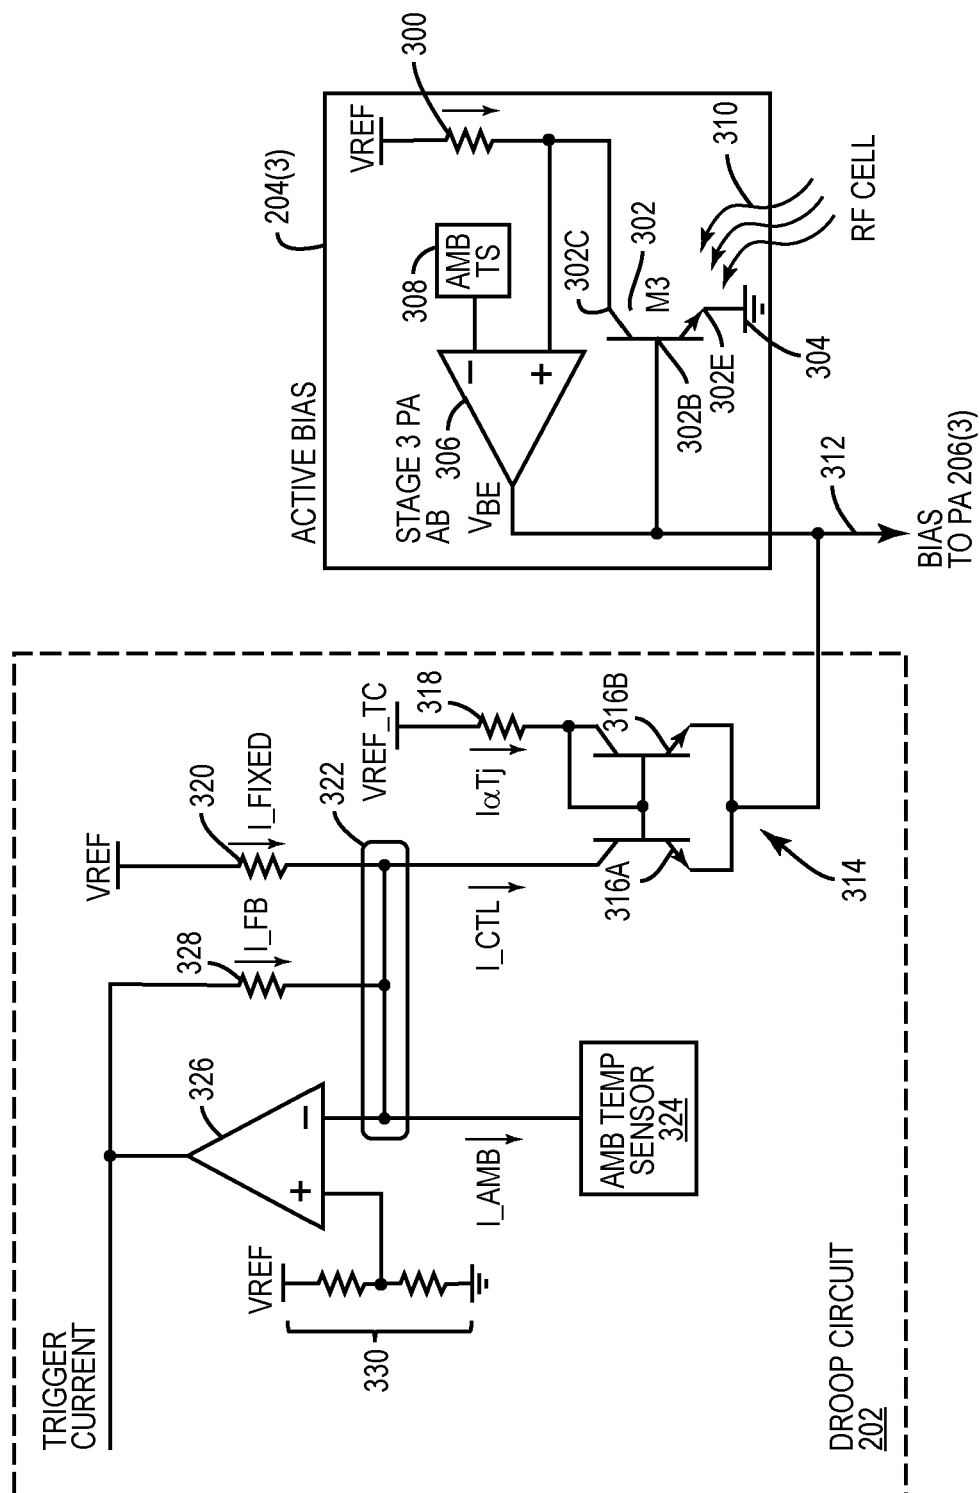 TRIGGER
CURRENT
VREF
330
326
328
I_FB
VREF
320
I_FIXED
322
I_AMB
AMB TEMP
SENSOR
324
I_CTL
VREF_TC
318
IαTj
316A
316B
314
DROOP CIRCUIT
202
204(3)
ACTIVE BIAS
STAGE 3 PA
AB
306
VBE
308
AMB
TS
VREF
300
302C
302
M3
302B
302E
304
310
RF CELL
312
BIAS
TO PA 206(3)
+
−
−
+